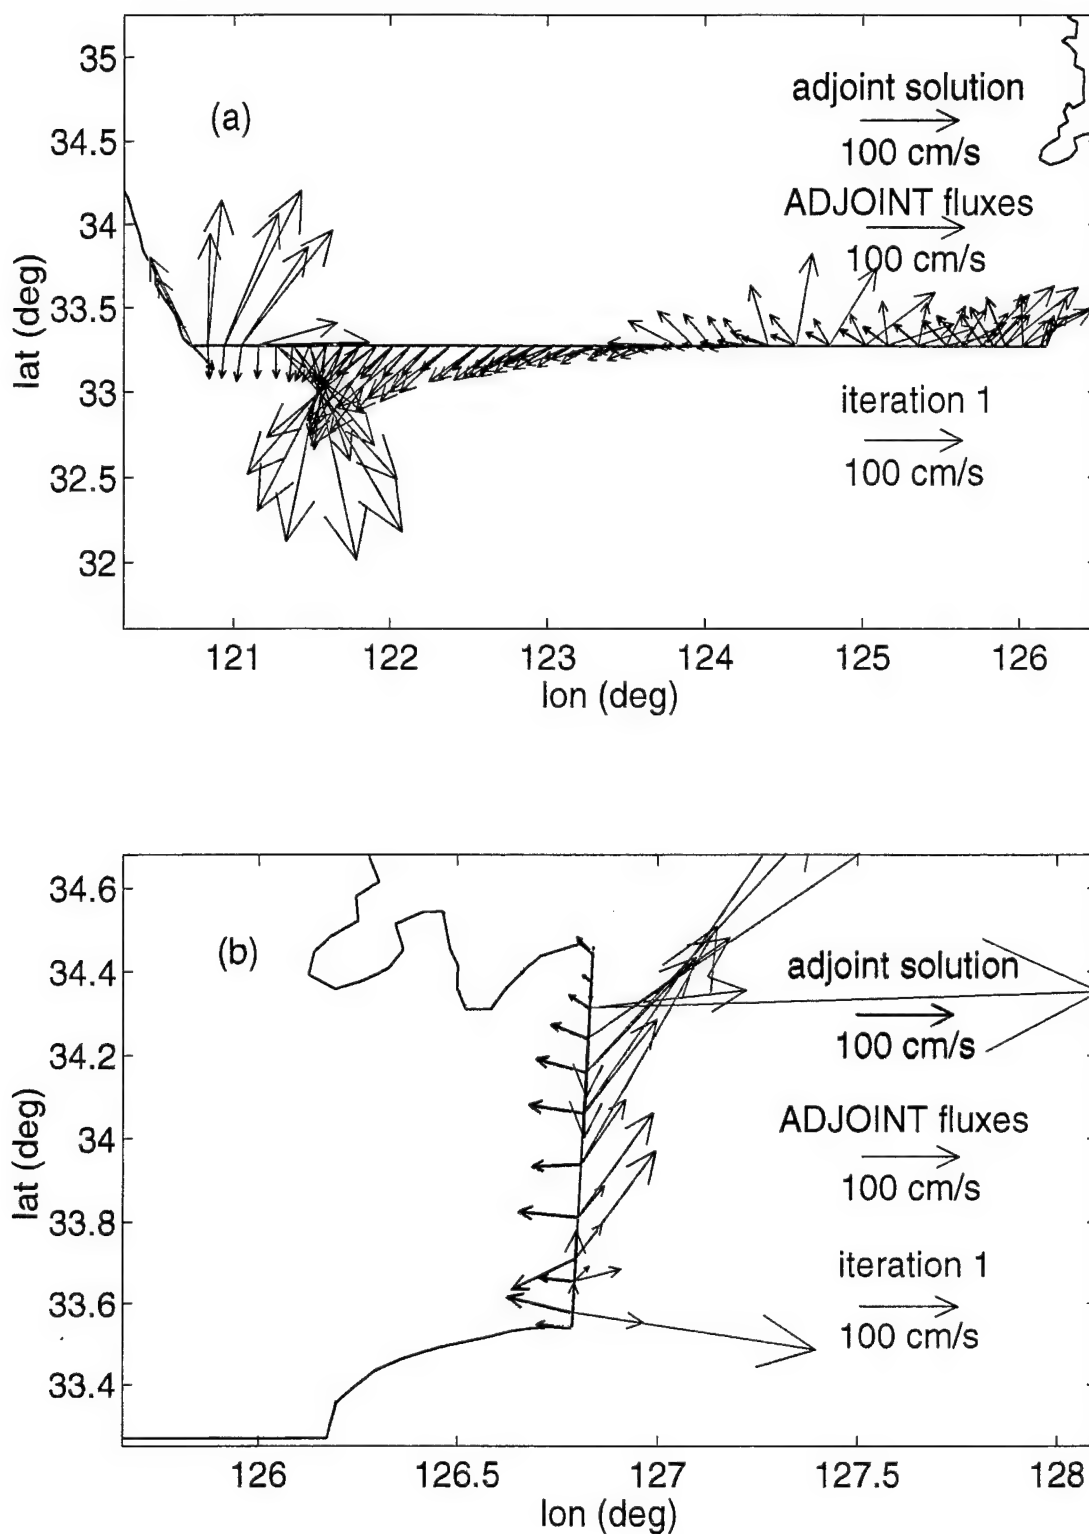 35
34.5
34
33.5
33
32.5
32
lat (deg)
(a)
adjoint solution
100 cm/s
ADJOINT fluxes
100 cm/s
iteration 1
100 cm/s
121
122
123
124
125
126
lon (deg)
34.6
34.4
34.2
34
33.8
33.6
33.4
lat (deg)
(b)
adjoint solution
100 cm/s
ADJOINT fluxes
100 cm/s
iteration 1
100 cm/s
126
126.5
127
127.5
128
lon (deg)